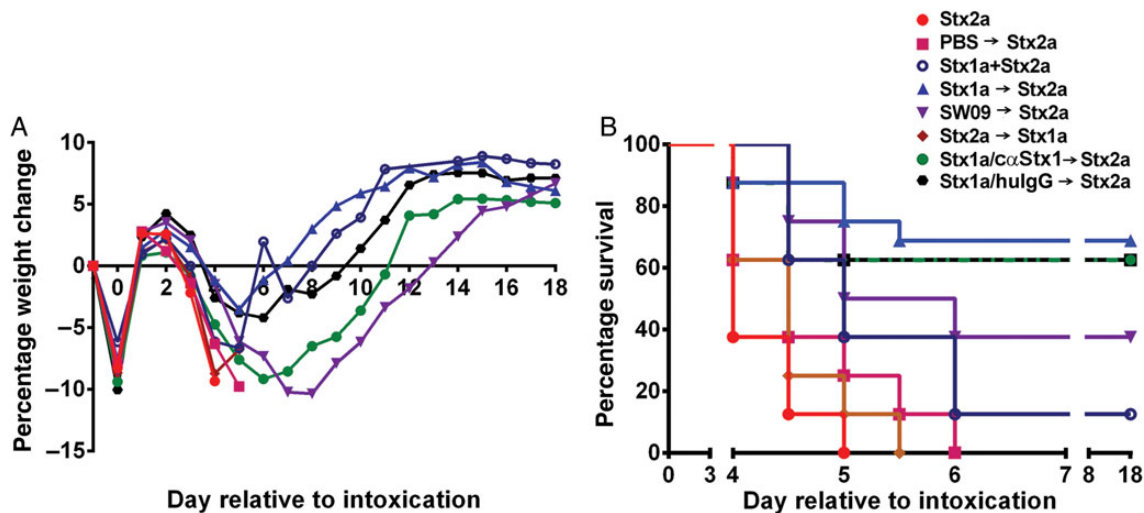 Stx2a
PBS → Stx2a
Stx1a+Stx2a
Stx1a → Stx2a
SW09 → Stx2a
Stx2a → Stx1a
Stx1a/cαStx1→Stx2a
Stx1a/huIgG → Stx2a
A
Percentage weight change
10
5
0
−5
−10
−15
0 2 4 6 8 10 12 14 16 18
Day relative to intoxication
B
Percentage survival
100
80
60
40
20
0
0 3 4 5 6 7 8 18
Day relative to intoxication